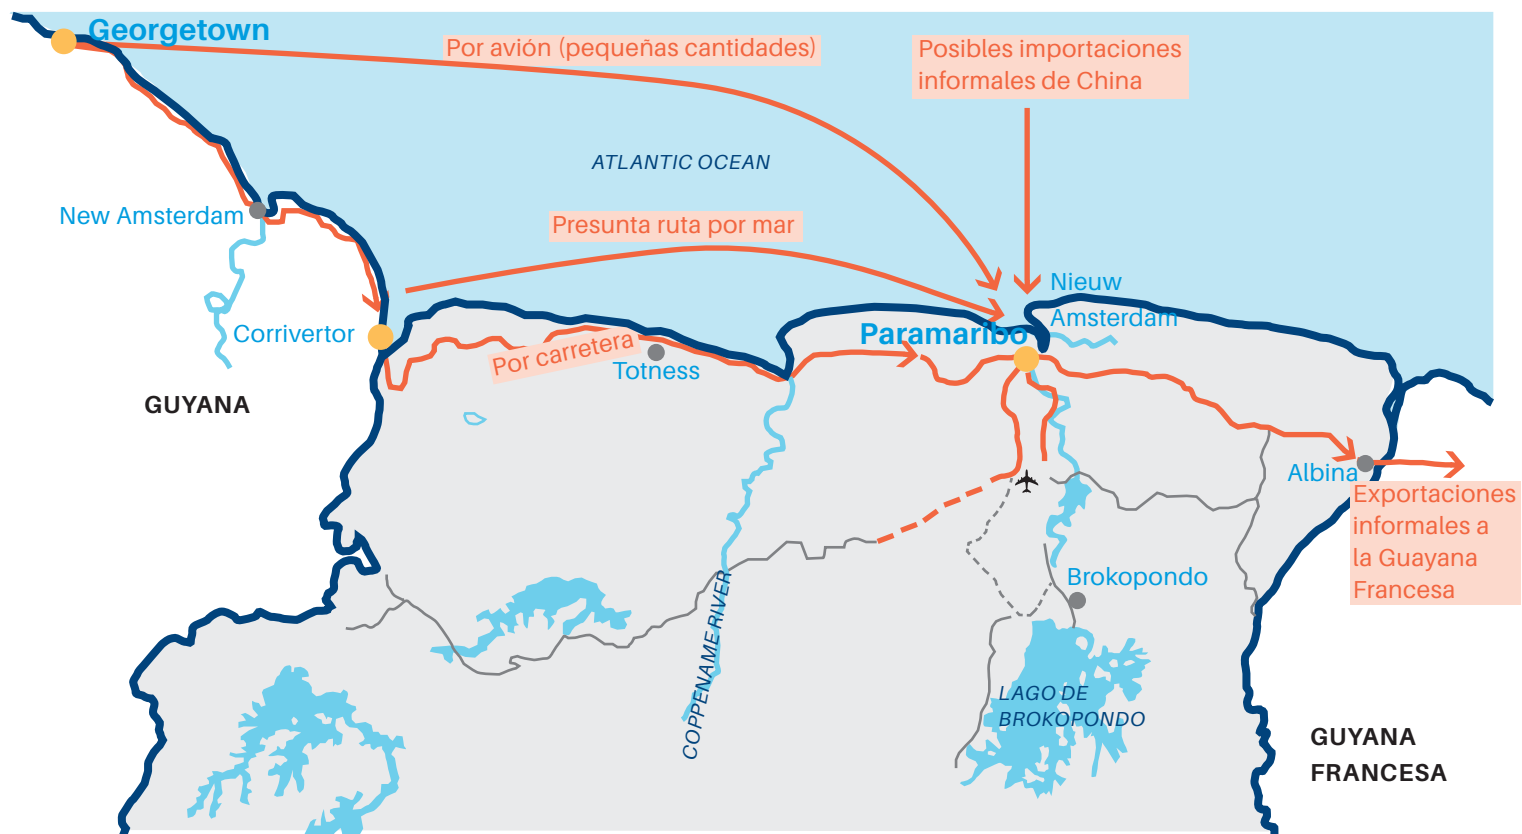 Georgetown
Por avión (pequeñas cantidades)
Posibles importaciones
informales de China
ATLANTIC OCEAN
New Amsterdam
Presunta ruta por mar
Nieuw
Amsterdam
Corrivertor
Paramaribo
Por carretera
Totness
GUYANA
Albina
Exportaciones
informales a
la Guayana
Francesa
Brokopondo
COPPENAME RIVER
LAGO DE
BROKOPONDO
GUYANA
FRANCESA